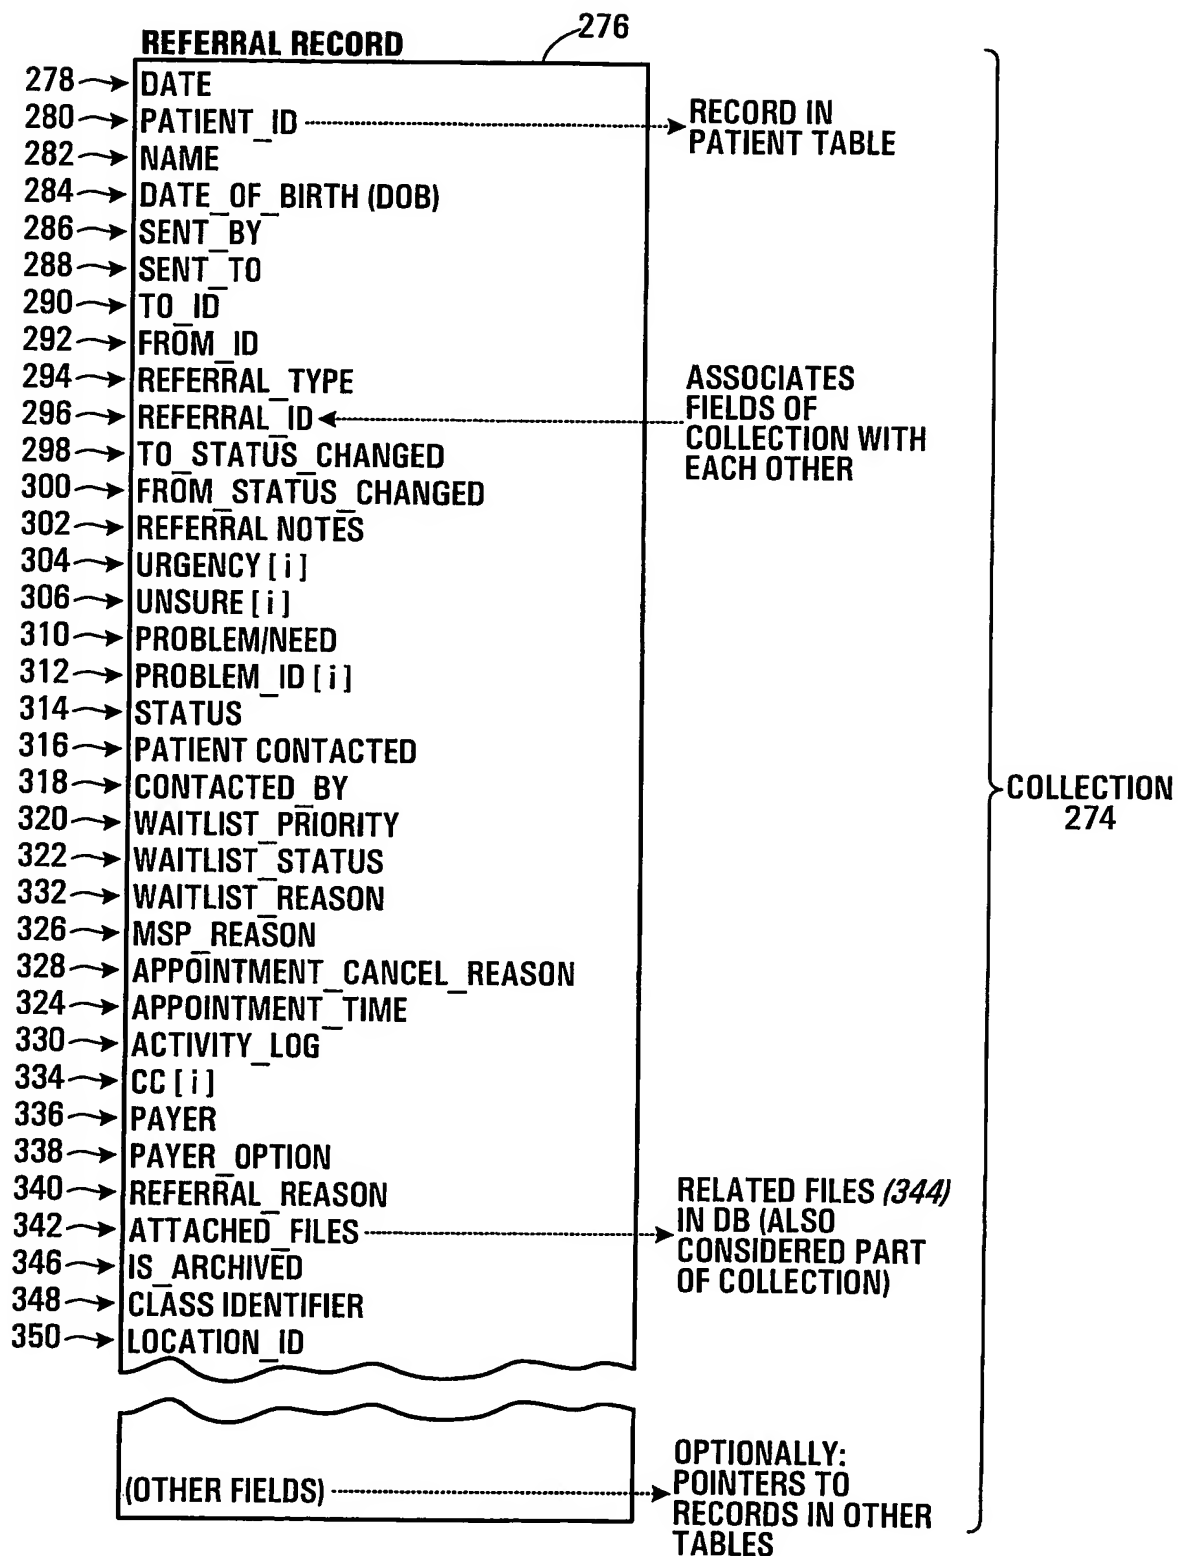 276
REFERRAL RECORD
278 DATE
280 PATIENT_ID
RECORD IN
PATIENT TABLE
282 NAME
284 DATE_OF_BIRTH (DOB)
286 SENT_BY
288 SENT_TO
290 TO_ID
292 FROM_ID
294 REFERRAL_TYPE
296 REFERRAL_ID
ASSOCIATES
FIELDS OF
COLLECTION WITH
EACH OTHER
298 TO_STATUS_CHANGED
300 FROM_STATUS_CHANGED
302 REFERRAL NOTES
304 URGENCY [ i ]
306 UNSURE [ i ]
310 PROBLEM/NEED
312 PROBLEM_ID [ i ]
314 STATUS
316 PATIENT CONTACTED
318 CONTACTED_BY
COLLECTION
274
320 WAITLIST_PRIORITY
322 WAITLIST_STATUS
332 WAITLIST_REASON
326 MSP_REASON
328 APPOINTMENT_CANCEL_REASON
324 APPOINTMENT_TIME
330 ACTIVITY_LOG
334 CC [ i ]
336 PAYER
338 PAYER_OPTION
340 REFERRAL_REASON
342 ATTACHED_FILES
RELATED FILES (344)
IN DB (ALSO
CONSIDERED PART
OF COLLECTION)
346 IS_ARCHIVED
348 CLASS IDENTIFIER
350 LOCATION_ID
(OTHER FIELDS)
OPTIONALLY:
POINTERS TO
RECORDS IN OTHER
TABLES